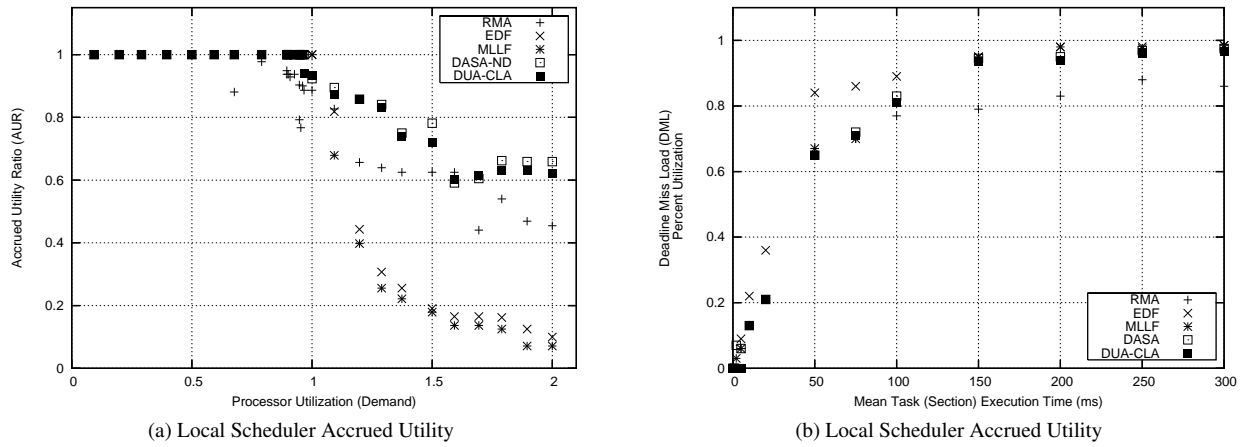 Accrued Utility Ratio (AUR)
1
0.8
0.6
0.4
0.2
0
0
0.5
1
1.5
2
Processor Utilization (Demand)
RMA
EDF
MLLF
DASA-ND
DUA-CLA
(a) Local Scheduler Accrued Utility
Deadline Miss Load (DML)
Percent Utilization
1
0.8
0.6
0.4
0.2
0
0
50
100
150
200
250
300
Mean Task (Section) Execution Time (ms)
RMA
EDF
MLLF
DASA
DUA-CLA
(b) Local Scheduler Accrued Utility